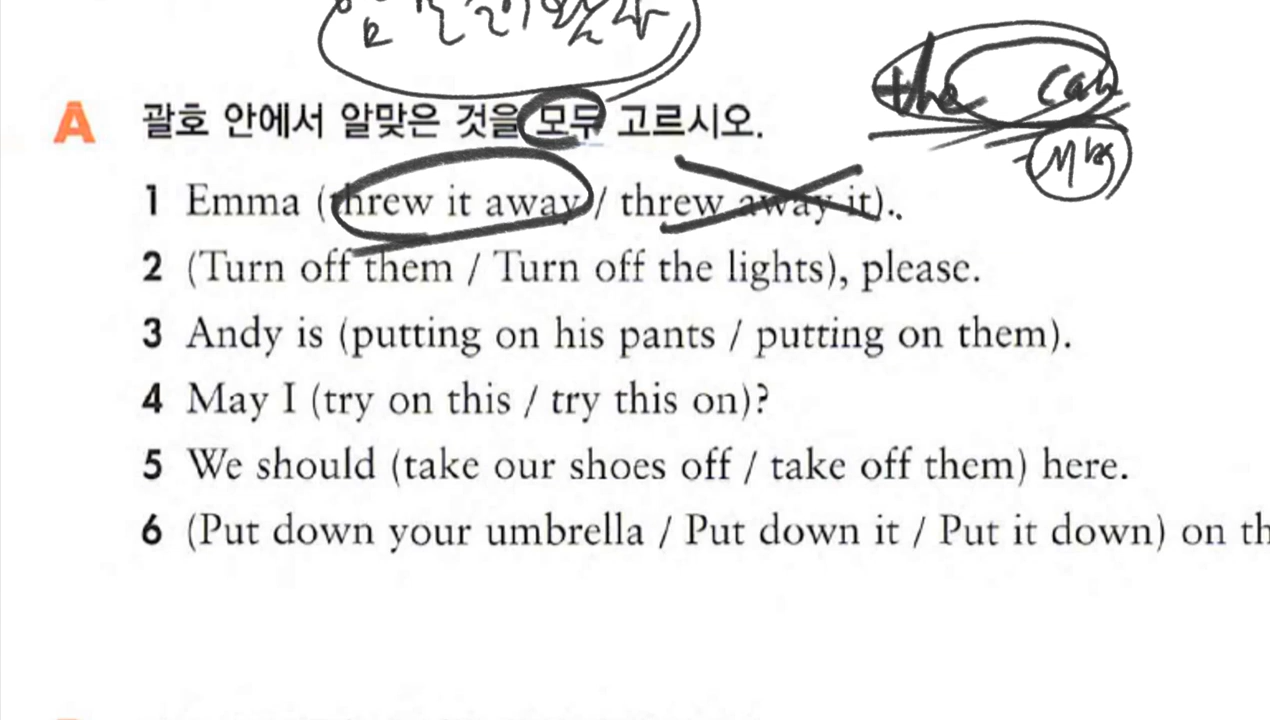 the can
A 괄호 안에서 알맞은 것을 모두 고르시오.
1 Emma (threw it away / threw away it).
2 (Turn off them / Turn off the lights), please.
3 Andy is (putting on his pants / putting on them).
4 May I (try on this / try this on)?
5 We should (take our shoes off / take off them) here.
6 (Put down your umbrella / Put down it / Put it down) on th